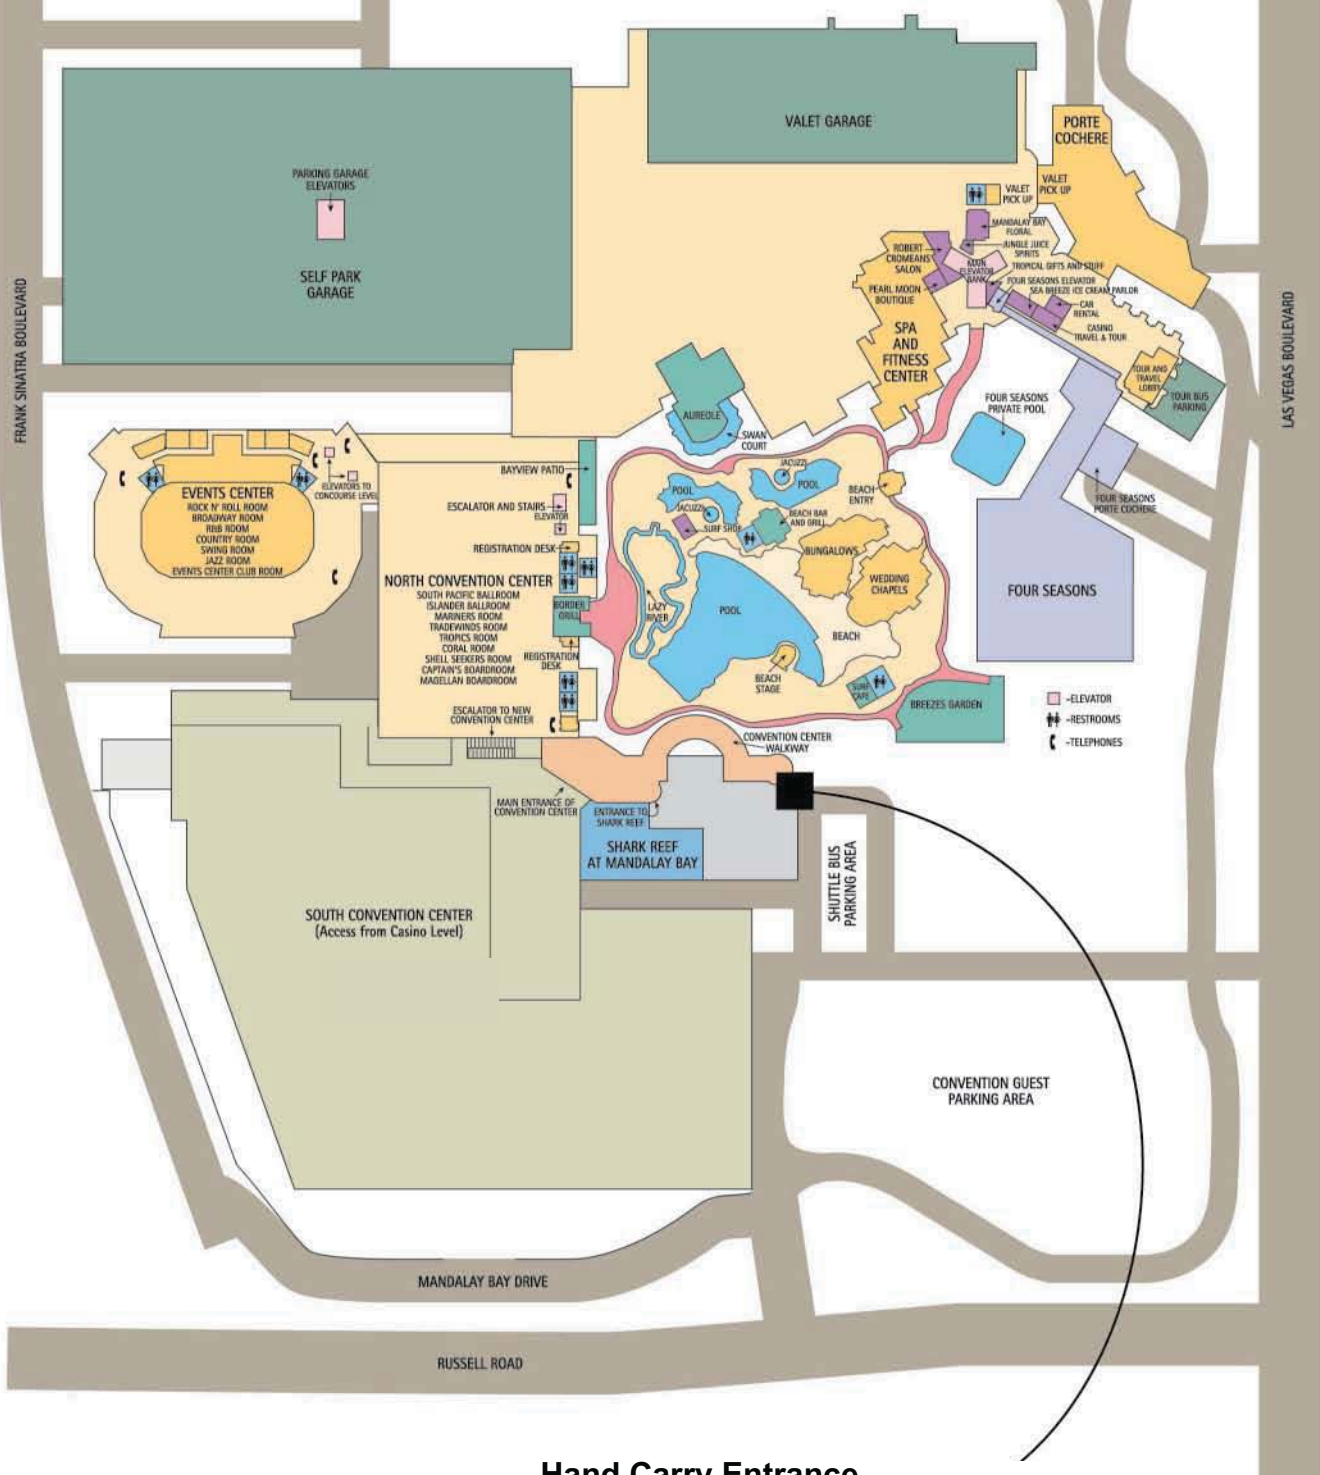 VALET GARAGE
PORTE
COCHERE
PARKING GARAGE
ELEVATORS
SELF PARK
GARAGE
VALET
PICK UP
VALET
PICK UP
MANDALAY BAY
FLORAL
JUNGLE JUICE
SPIRITS
ROBERT
CROMEANS
SALON
MAIN
ELEVATOR
BANK
TROPICAL GIFTS AND STUFF
FOUR SEASONS ELEVATOR
SEA BREEZE ICE CREAM PARLOR
PEARL MOON
BOUTIQUE
CAR
RENTAL
CASINO
TRAVEL & TOUR
SPA
AND
FITNESS
CENTER
TOUR AND
TRAVEL
LOBBY
TOUR BUS
PARKING
FRANK SINATRA BOULEVARD
LAS VEGAS BOULEVARD
FOUR SEASONS
PRIVATE POOL
AUREOLE
SWAN
COURT
BAYVIEW PATIO
JACUZZI
POOL
POOL
BEACH
ENTRY
FOUR SEASONS
PORTE COCHERE
ELEVATORS TO
CONCOURSE LEVEL
EVENTS CENTER
ROCK N' ROLL ROOM
BROADWAY ROOM
R&B ROOM
COUNTRY ROOM
SWING ROOM
JAZZ ROOM
EVENTS CENTER CLUB ROOM
ESCALATOR AND STAIRS
ELEVATOR
JACUZZI
SURF SHOP
BEACH BAR
AND GRILL
REGISTRATION DESK
BUNGALOWS
NORTH CONVENTION CENTER
SOUTH PACIFIC BALLROOM
ISLANDER BALLROOM
MARINERS ROOM
TRADEWINDS ROOM
TROPICS ROOM
CORAL ROOM
SHELL SEEKERS ROOM
CAPTAIN'S BOARDROOM
MAGELLAN BOARDROOM
WEDDING
CHAPELS
FOUR SEASONS
BORDER
GRILL
LAZY
RIVER
POOL
BEACH
REGISTRATION
DESK
BEACH
STAGE
SURF
CAFE
BREEZES GARDEN
-ELEVATOR
-RESTROOMS
-TELEPHONES
ESCALATOR TO NEW
CONVENTION CENTER
CONVENTION CENTER
WALKWAY
MAIN ENTRANCE OF
CONVENTION CENTER
ENTRANCE TO
SHARK REEF
SHARK REEF
AT MANDALAY BAY
SHUTTLE BUS
PARKING AREA
SOUTH CONVENTION CENTER
(Access from Casino Level)
CONVENTION GUEST
PARKING AREA
MANDALAY BAY DRIVE
RUSSELL ROAD
Hand Carry Entrance